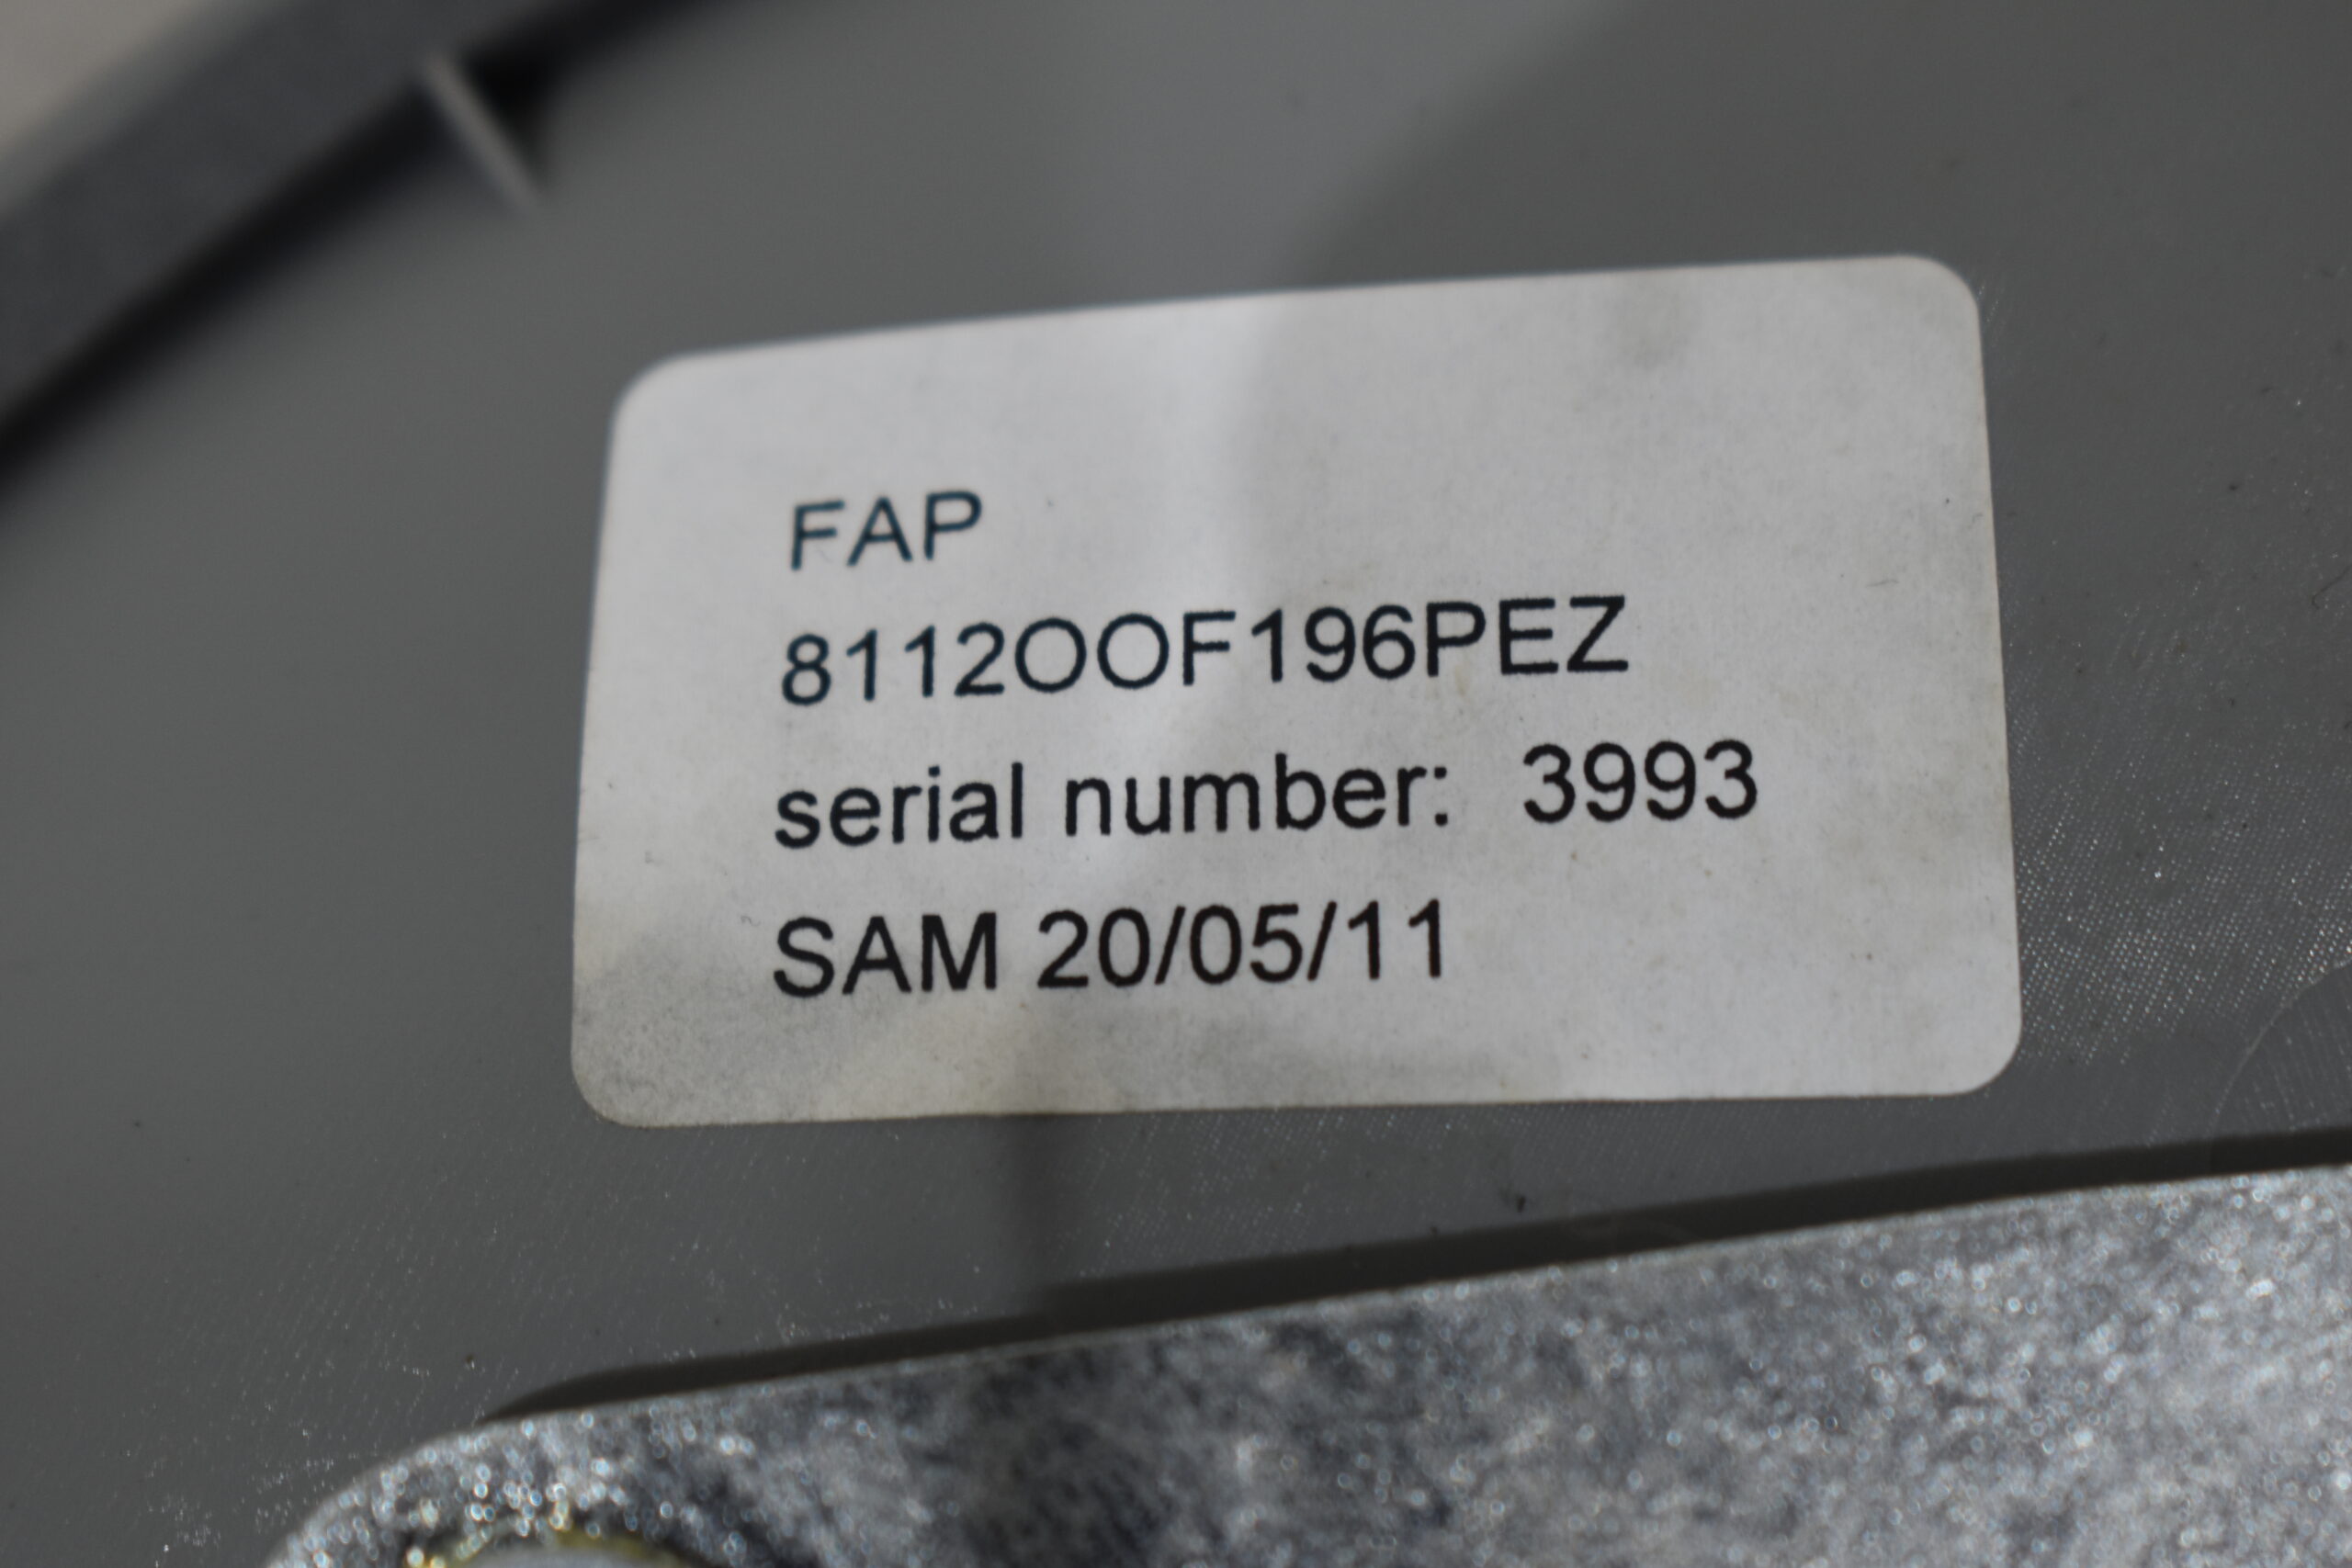 FAP
8112OOF196PEZ
serial number: 3993
SAM 20/05/11